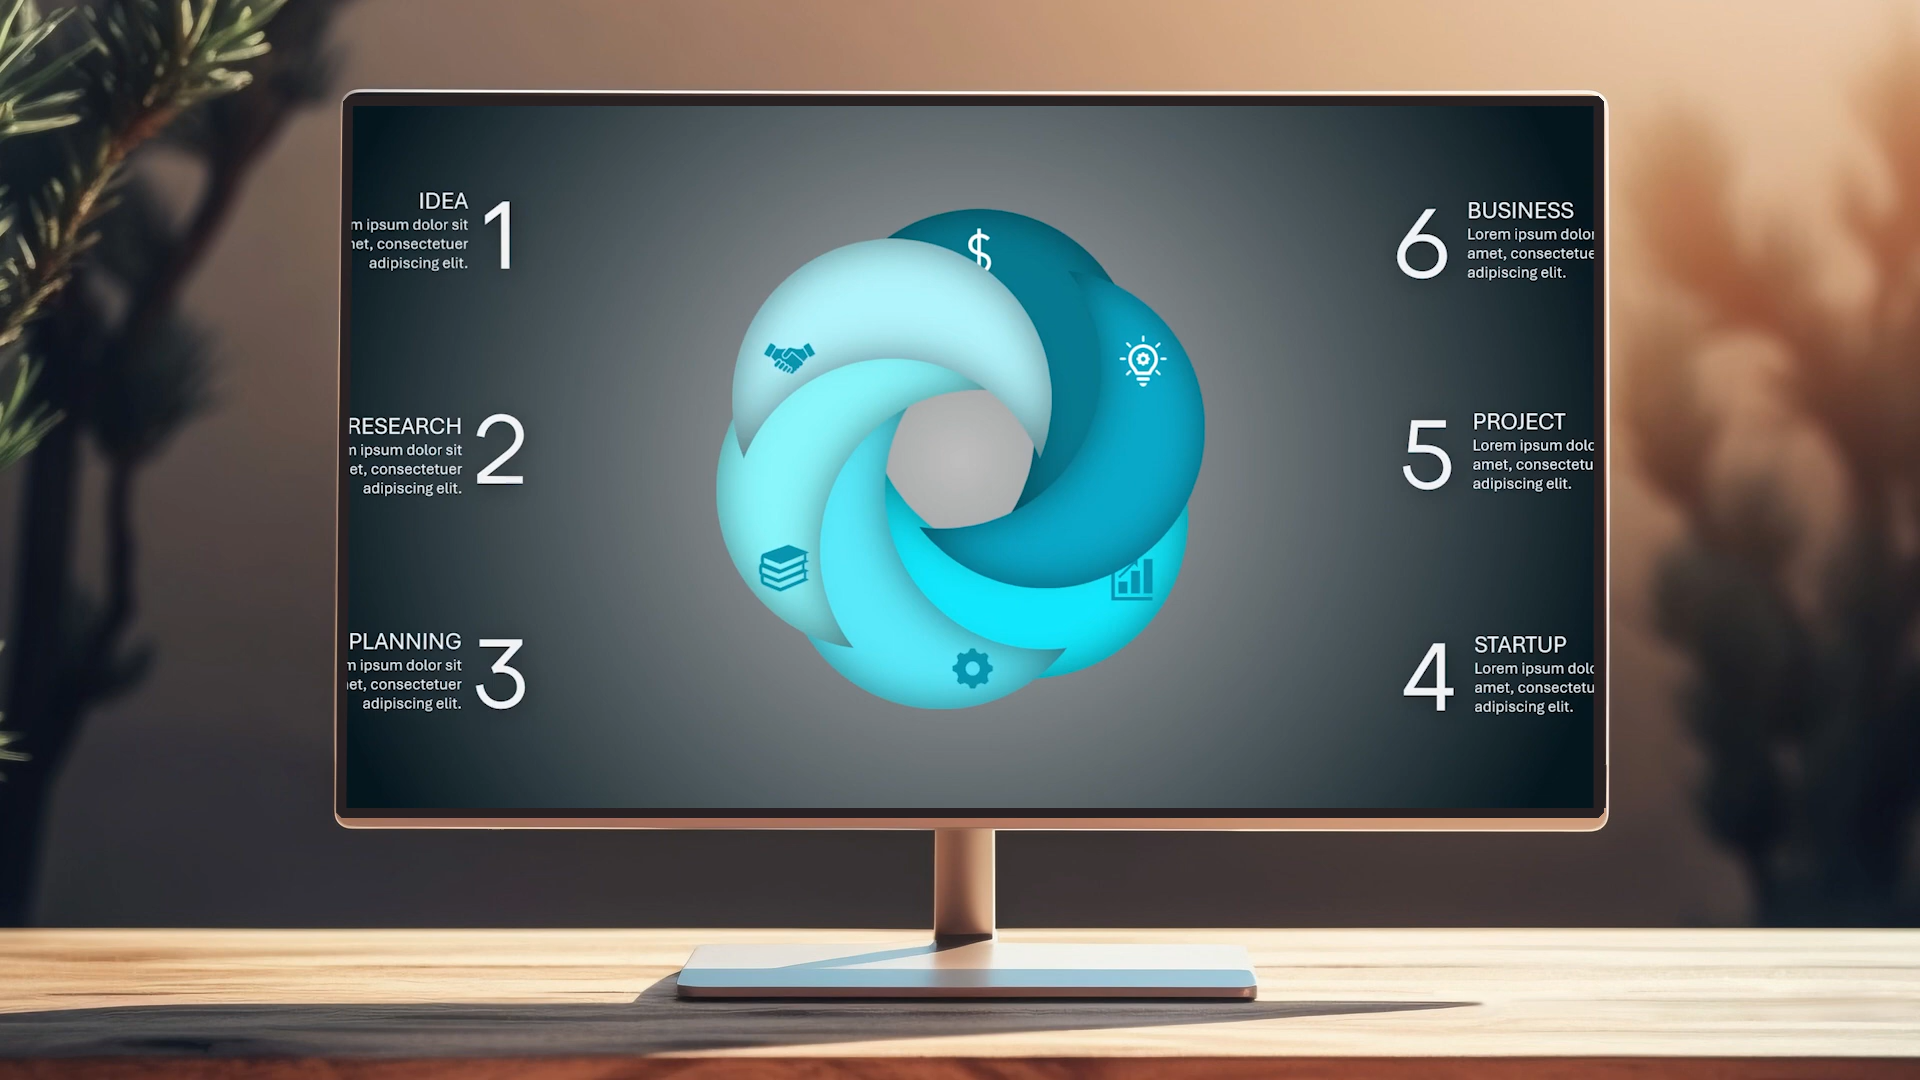 IDEA
m ipsum dolor sit
et, consectetuer
adipiscing elit.
1
RESEARCH
m ipsum dolor sit
et, consectetuer
adipiscing elit.
2
PLANNING
m ipsum dolor sit
et, consectetuer
adipiscing elit.
3
$
6
BUSINESS
Lorem ipsum dolor
amet, consectetue
adipiscing elit.
5
PROJECT
Lorem ipsum dolo
amet, consectetu
adipiscing elit.
4
STARTUP
Lorem ipsum dolo
amet, consectetu
adipiscing elit.